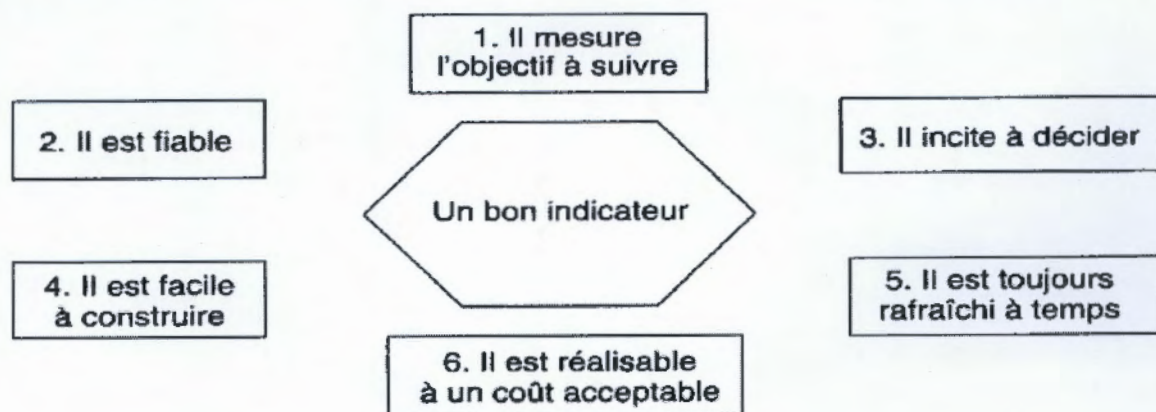 1. Il mesure
l'objectif à suivre
2. Il est fiable
3. Il incite à décider
Un bon indicateur
4. Il est facile
à construire
5. Il est toujours
rafraîchi à temps
6. Il est réalisable
à un coût acceptable